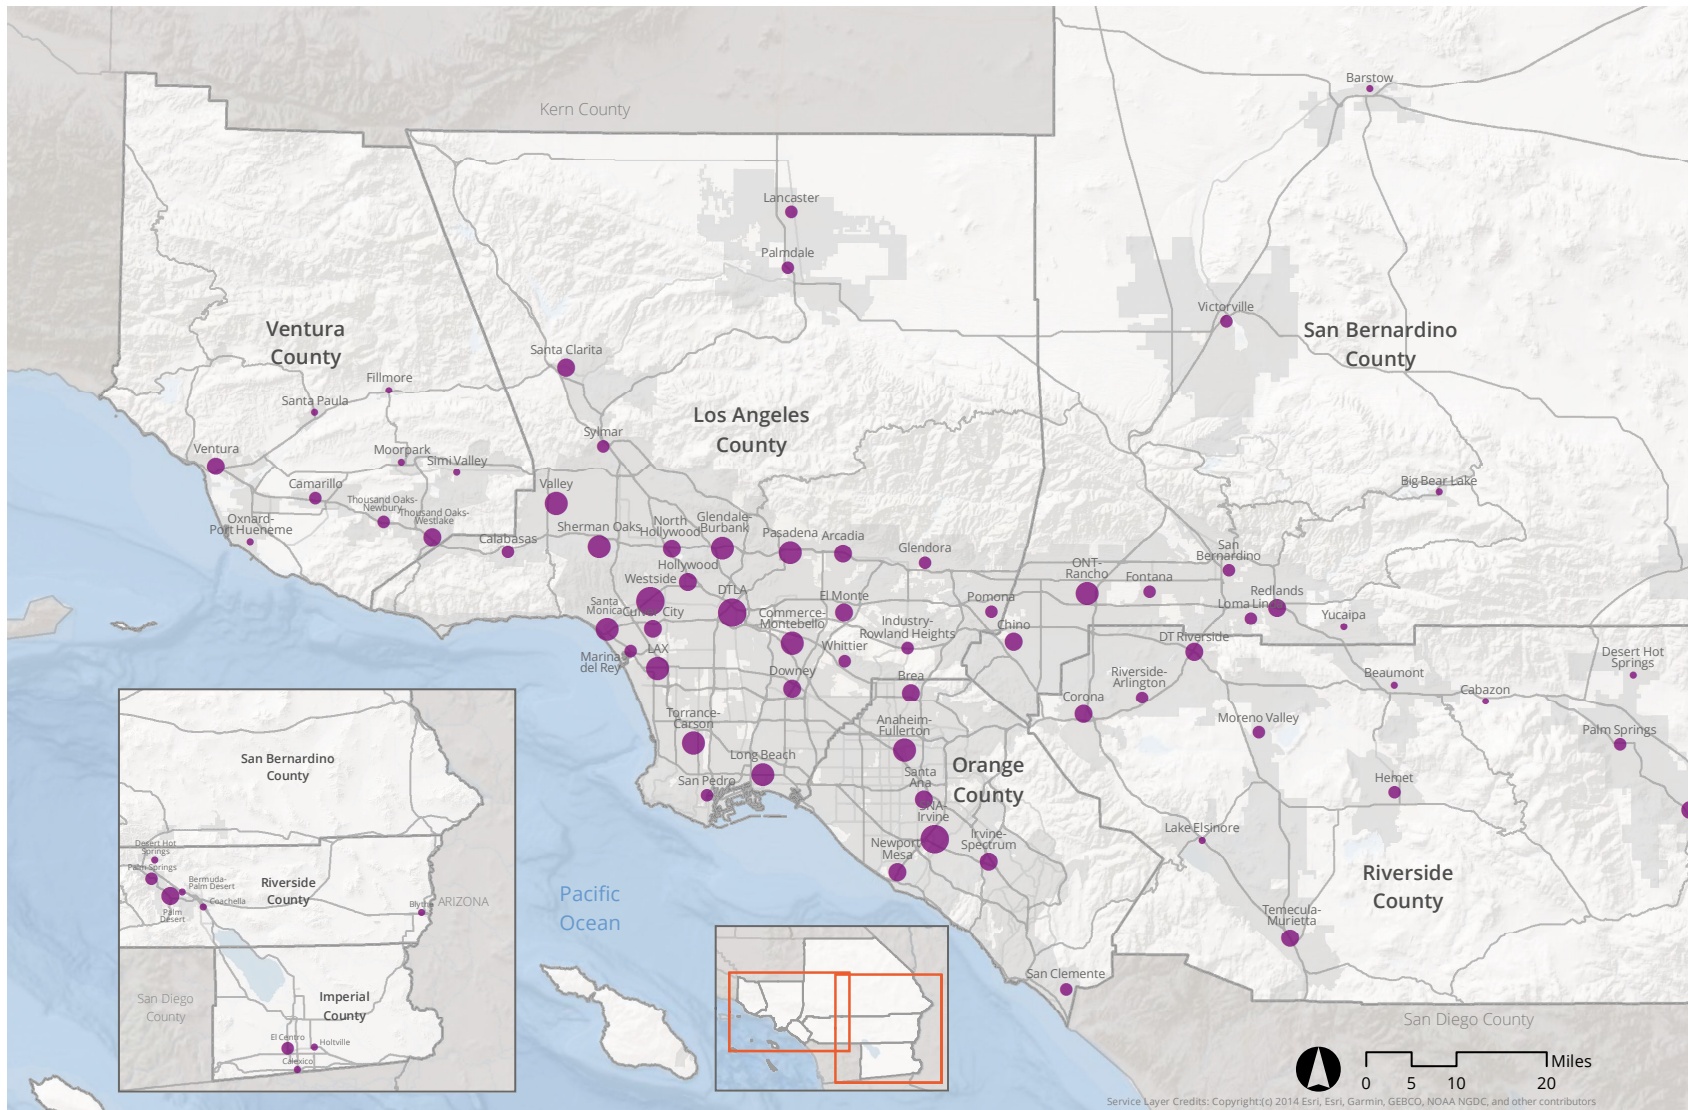 Barstow
Kern County
Lancaster
Palmdale
Victorville
Ventura
County
San Bernardino
County
Santa Clarita
Fillmore
Santa Paula
Los Angeles
County
Sylmar
Ventura
Moorpark
Simi Valley
Big Bear Lake
Camarillo
Valley
Thousand Oaks-
Newbury
Thousand Oaks-
Westlake
Oxnard-
Port Hueneme
Calabasas
Sherman Oaks
North
Hollywood
Glendale-
Burbank
Pasadena
Arcadia
Glendora
San
Bernardino
ONT-
Rancho
Fontana
Hollywood
Westside
DTLA
Redlands
Loma Linda
Yucaipa
Santa
Monica
Culver City
Commerce-
Montebello
El Monte
Pomona
Industry-
Rowland Heights
Chino
DT Riverside
Marina
del Rey
LAX
Whittier
Desert Hot
Springs
Downey
Brea
Riverside-
Arlington
Beaumont
Cabazon
Corona
Torrance-
Carson
Anaheim-
Fullerton
Moreno Valley
Palm Springs
Long Beach
San Pedro
Santa
Ana
Orange
County
Hemet
SNA-
Irvine
Irvine-
Spectrum
Lake Elsinore
Newport
Mesa
Riverside
County
Temecula-
Murietta
San Clemente
Pacific
Ocean
San Diego County
San Bernardino
County
Desert Hot
Springs
Palm Springs
Bermuda-
Palm Desert
Riverside
County
Coachella
Palm
Desert
Blythe
ARIZONA
San Diego
County
Imperial
County
El Centro
Holtville
Calexico
Miles
0 5 10 20
Service Layer Credits: Copyright:(c) 2014 Esri, Esri, Garmin, GEBCO, NOAA NGDC, and other contributors